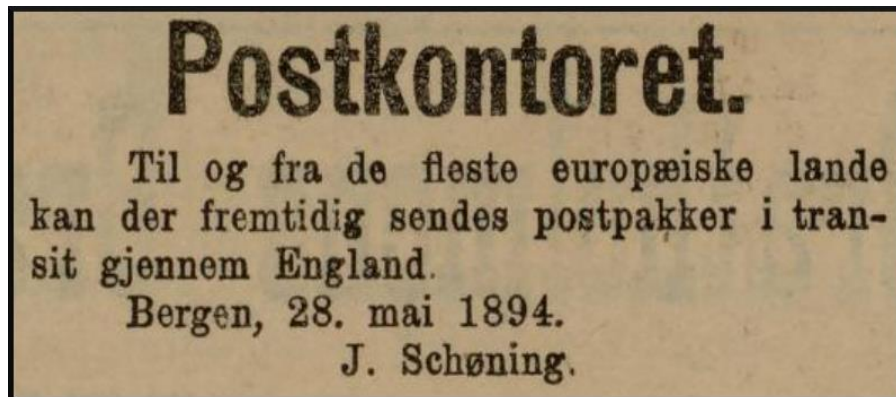 Postkontoret.
Til og fra de fleste europæiske lande
kan der fremtidig sendes postpakker i tran-
sit gjennem England.
Bergen, 28. mai 1894.
J. Schøning.